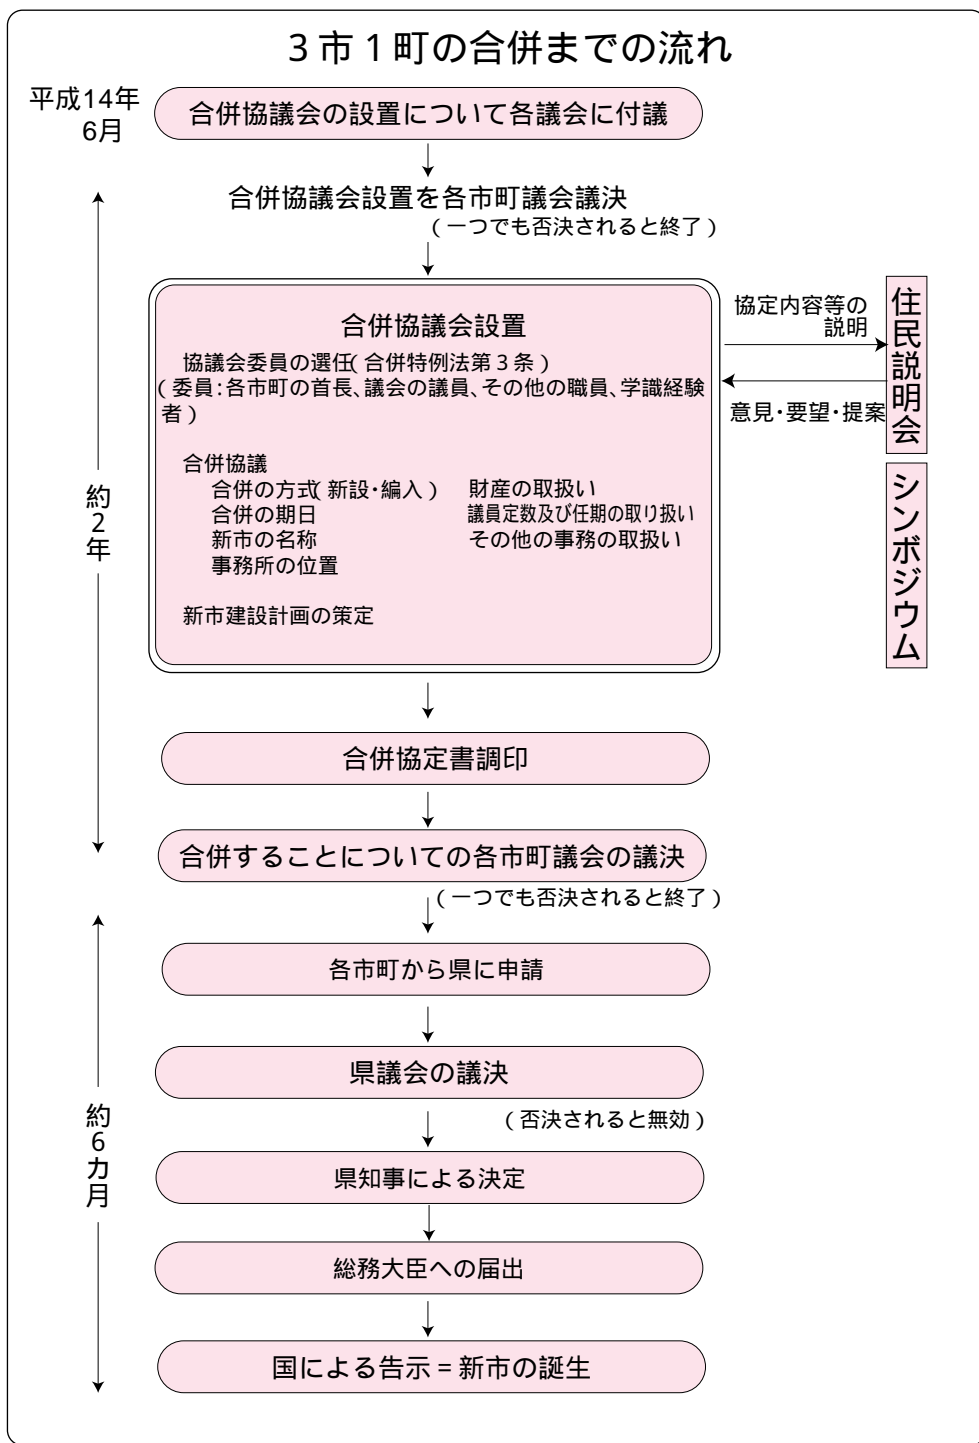 3市1町の合併までの流れ
平成14年
6月
合併協議会の設置について各議会に付議
合併協議会設置を各市町議会議決
(一つでも否決されると終了)
合併協議会設置
協議会委員の選任(合併特例法第3条)
(委員:各市町の首長、議会の議員、その他の職員、学識経験
者)
合併協議
合併の方式(新設・編入)
財産の取扱い
合併の期日
議員定数及び任期の取り扱い
新市の名称
その他の事務の取扱い
事務所の位置
新市建設計画の策定
協定内容等の
説明
意見・要望・提案
住民説明会
シンポジウム
約2年
合併協定書調印
合併することについての各市町議会の議決
(一つでも否決されると終了)
各市町から県に申請
県議会の議決
(否決されると無効)
約6カ月
県知事による決定
総務大臣への届出
国による告示=新市の誕生